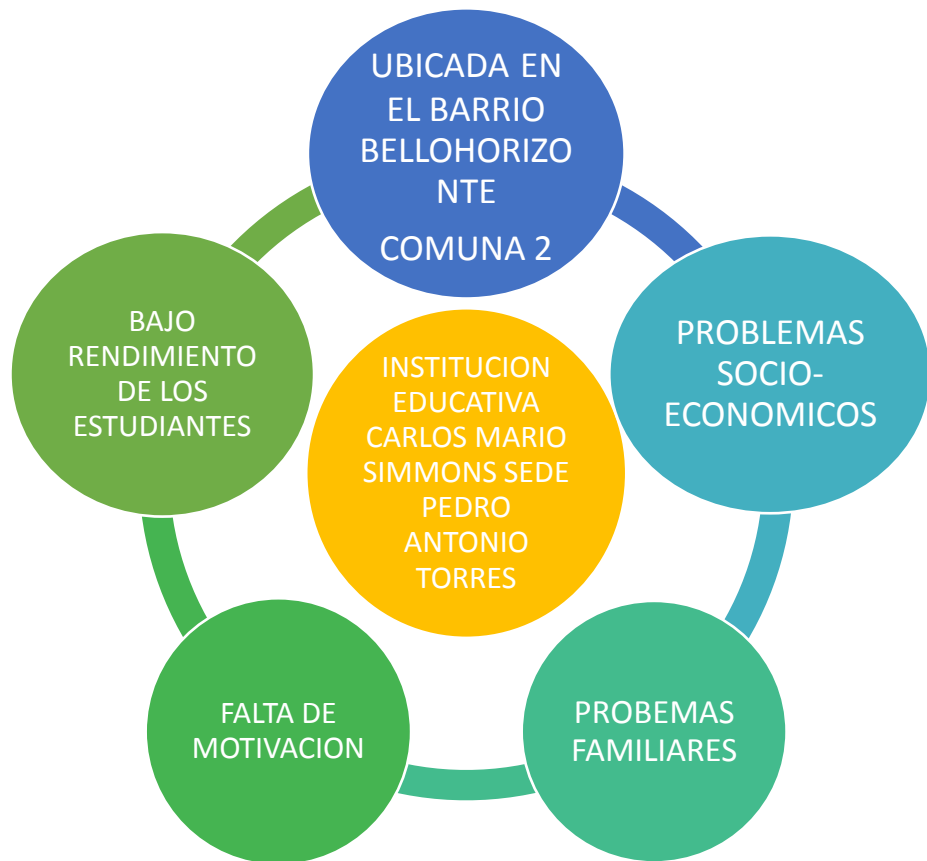 UBICADA EN
EL BARRIO
BELLOHORIZO
NTE
COMUNA 2
PROBLEMAS
SOCIO-
ECONOMICOS
PROBEMAS
FAMILIARES
FALTA DE
MOTIVACION
BAJO
RENDIMIENTO
DE LOS
ESTUDIANTES
INSTITUCION
EDUCATIVA
CARLOS MARIO
SIMMONS SEDE
PEDRO
ANTONIO
TORRES